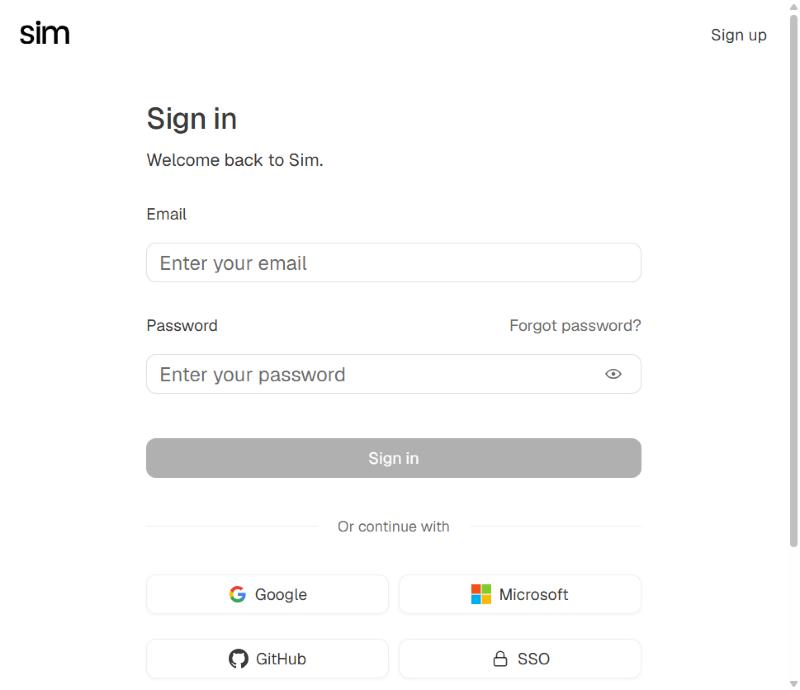 sim
Sign up
Sign in
Welcome back to Sim.
Email
Enter your email
Password
Forgot password?
Enter your password
Sign in
Or continue with
Google
Microsoft
GitHub
SSO